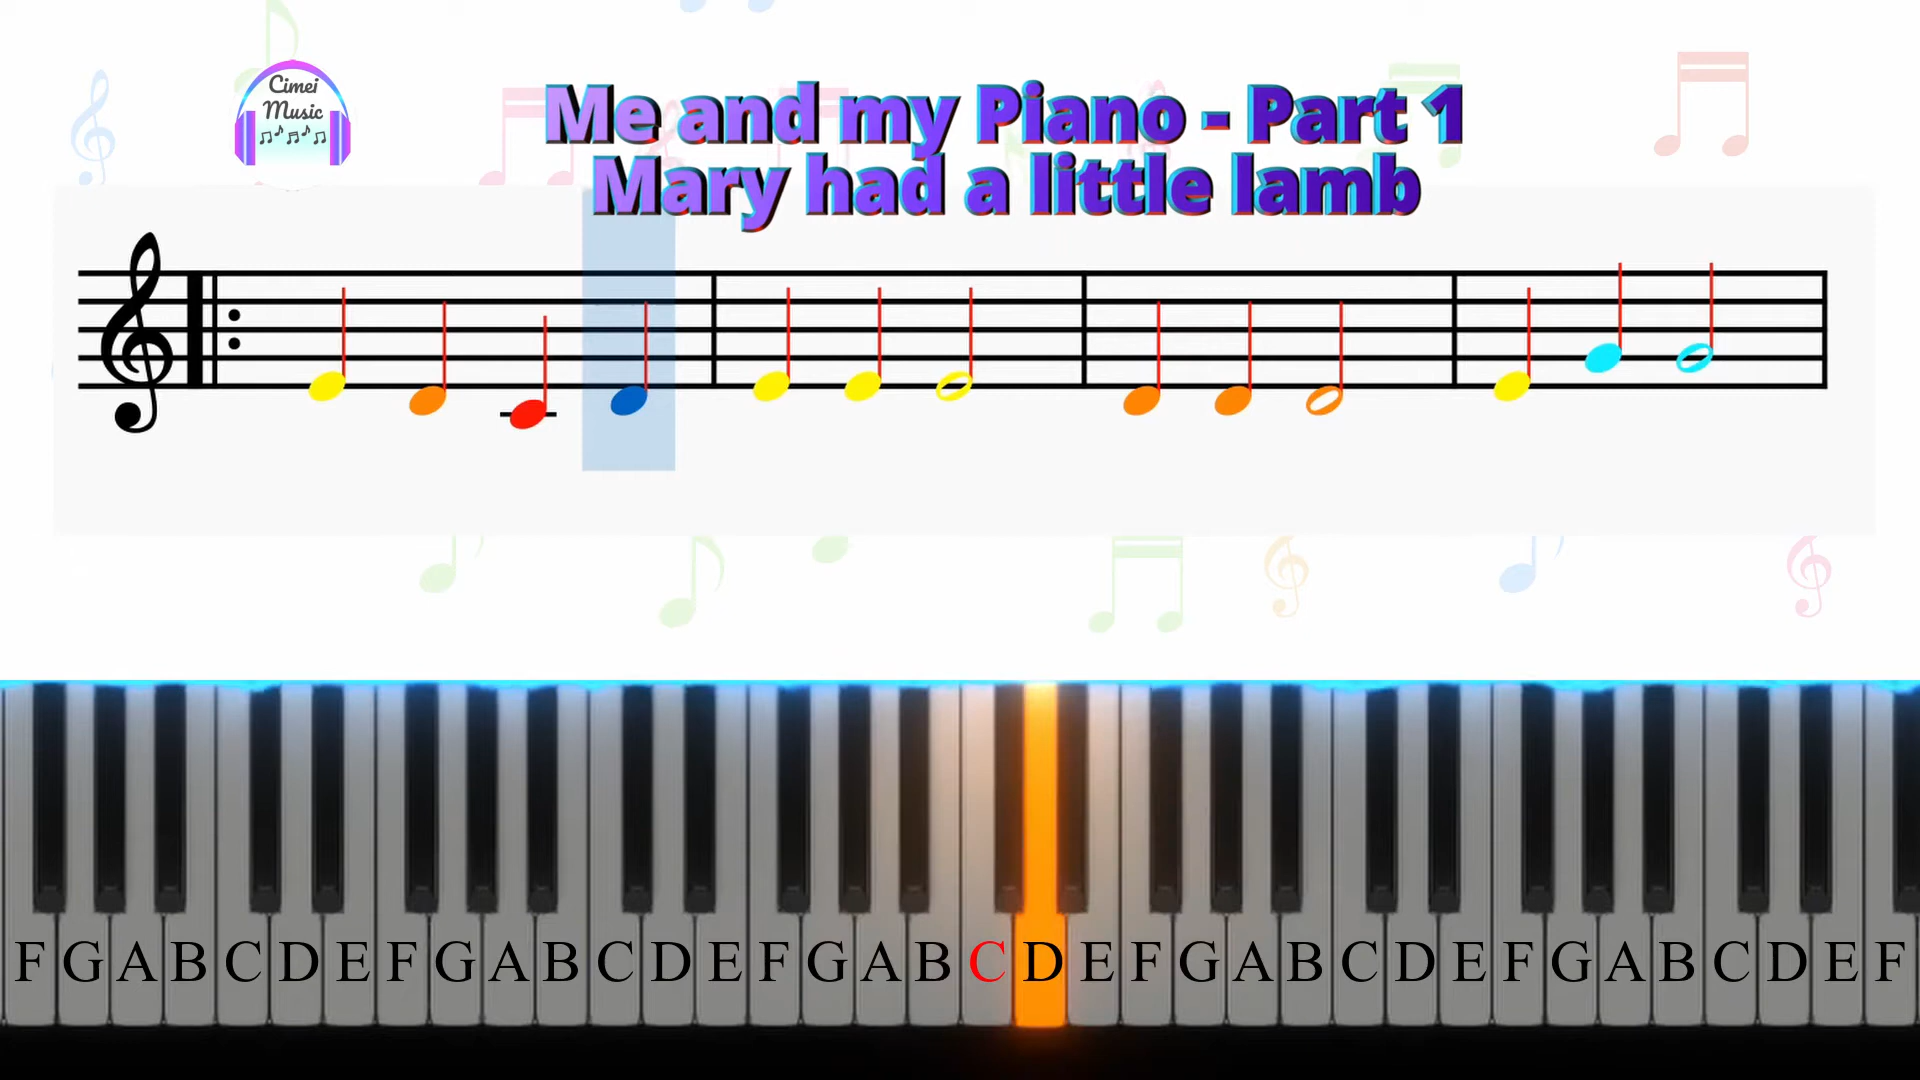 Cimei
Music
Me and my Piano - Part 1
Mary had a little lamb
F G A B C D E F G A B C D E F G A B C D E F G A B C D E F G A B C D E F